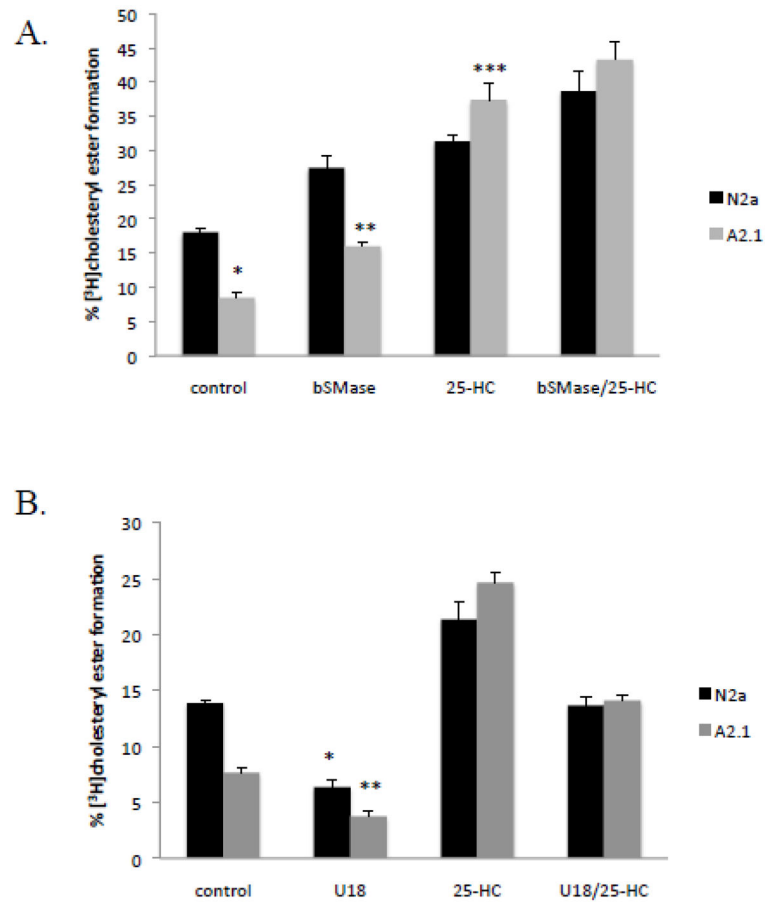 A.
% [³H]cholesteryl ester formation
50
45
40
35
30
25
20
15
10
5
0
*
**
***
control bSMase 25-HC bSMase/25-HC
N2a
A2.1
B.
% [³H]cholesteryl ester formation
30
25
20
15
10
5
0
*
**
control U18 25-HC U18/25-HC
N2a
A2.1